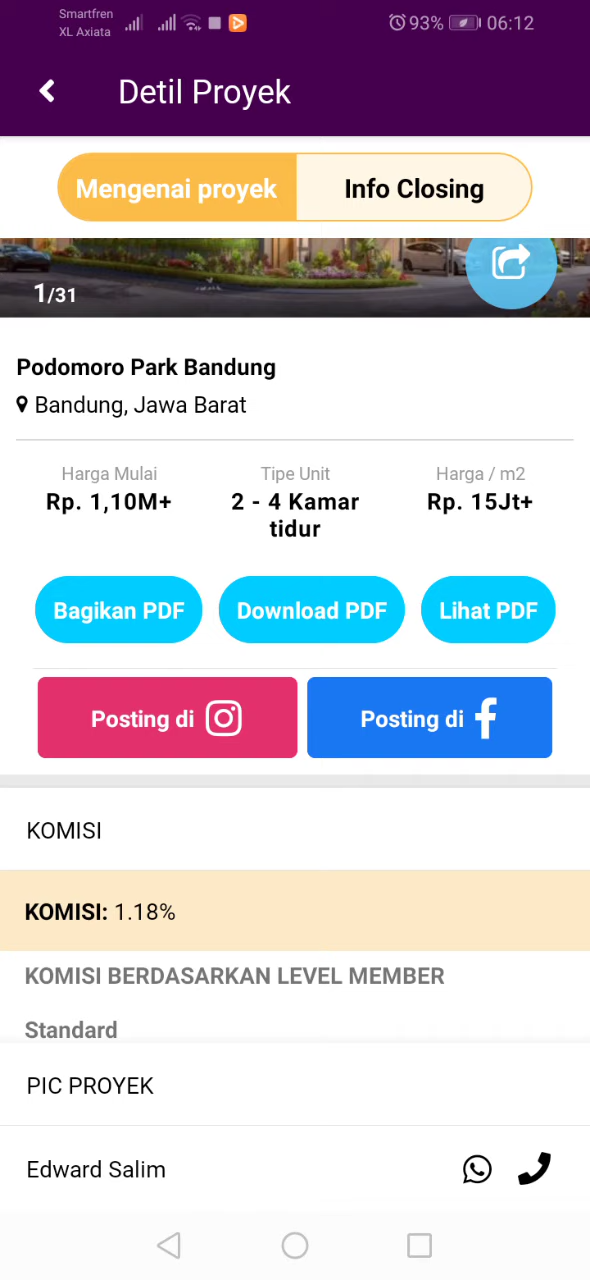 Smartfren
XL Axiata
93% 06:12
Detil Proyek
Mengenai proyek Info Closing
1/31
Podomoro Park Bandung
Bandung, Jawa Barat
Harga Mulai Tipe Unit Harga / m2
Rp. 1,10M+ 2 - 4 Kamar Rp. 15Jt+
tidur
Bagikan PDF Download PDF Lihat PDF
Posting di Posting di
KOMISI
KOMISI: 1.18%
KOMISI BERDASARKAN LEVEL MEMBER
Standard
PIC PROYEK
Edward Salim